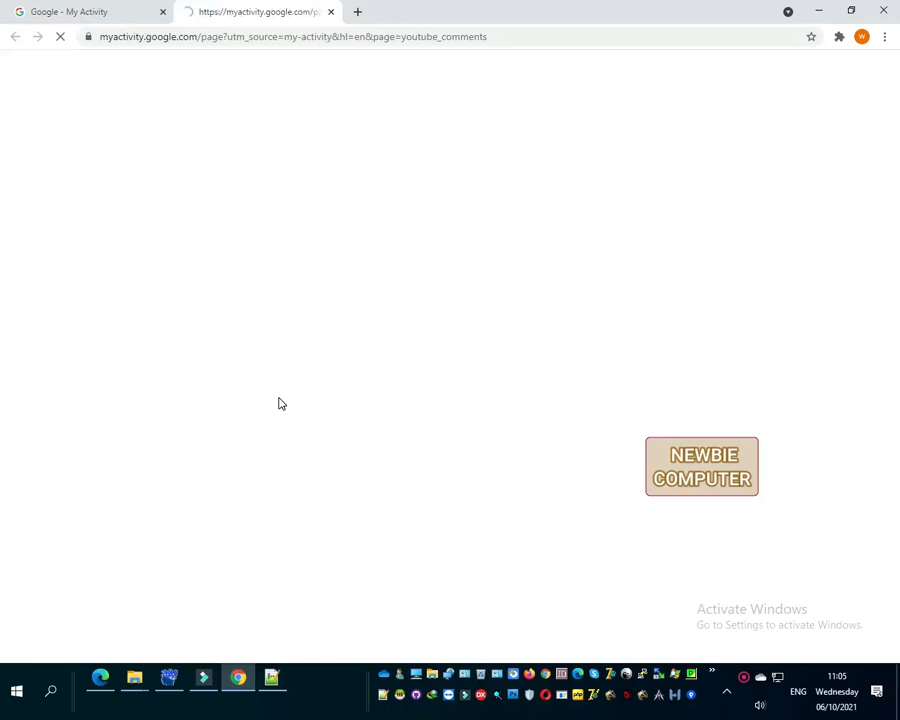 Google - My Activity
https://myactivity.google.com/p
myactivity.google.com/page?utm_source=my-activity&hl=en&page=youtube_comments
W
NEWBIE
COMPUTER
Activate Windows
Go to Settings to activate Windows.
11:05
ENG Wednesday
06/10/2021